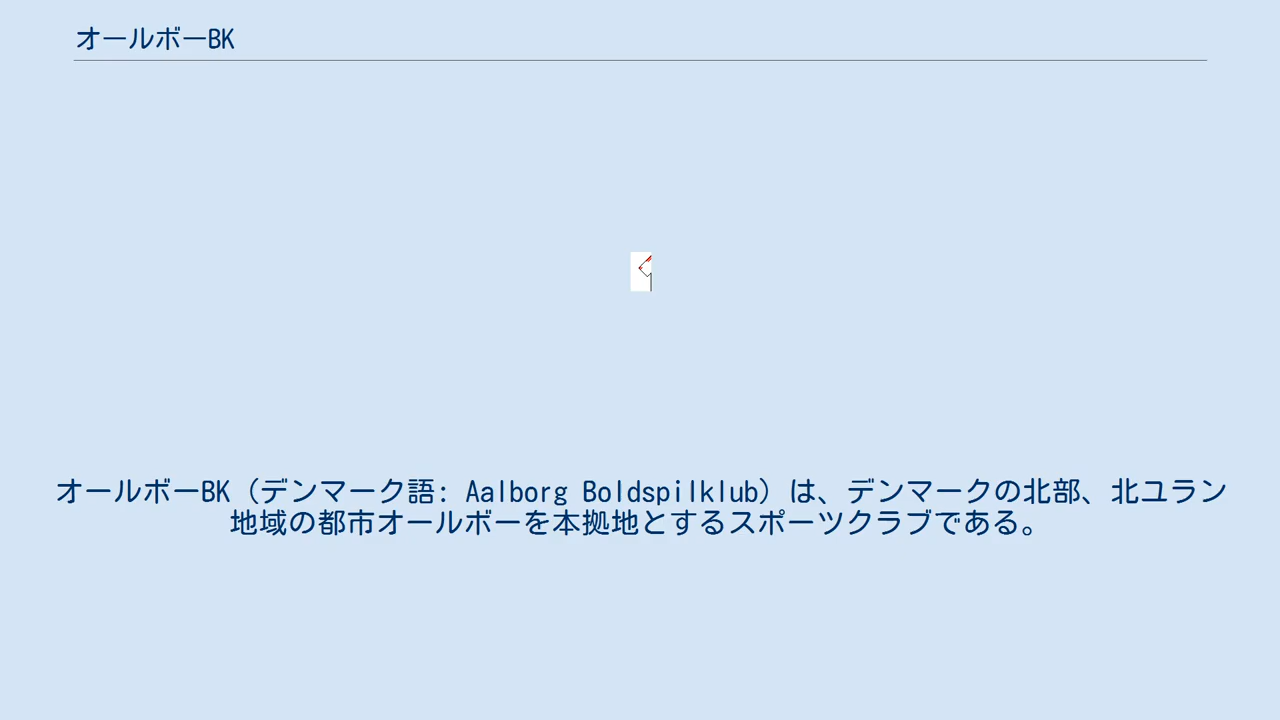 オールボーBK
オールボーBK（デンマーク語: Aalborg Boldspilklub）は、デンマークの北部、北ユラン
地域の都市オールボーを本拠地とするスポーツクラブである。